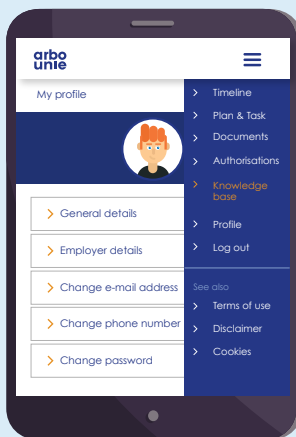 arbo
unie
My profile
General details
Employer details
Change e-mail address
Change phone number
Change password
Timeline
Plan & Task
Documents
Authorisations
Knowledge
base
Profile
Log out
See also
Terms of use
Disclaimer
Cookies